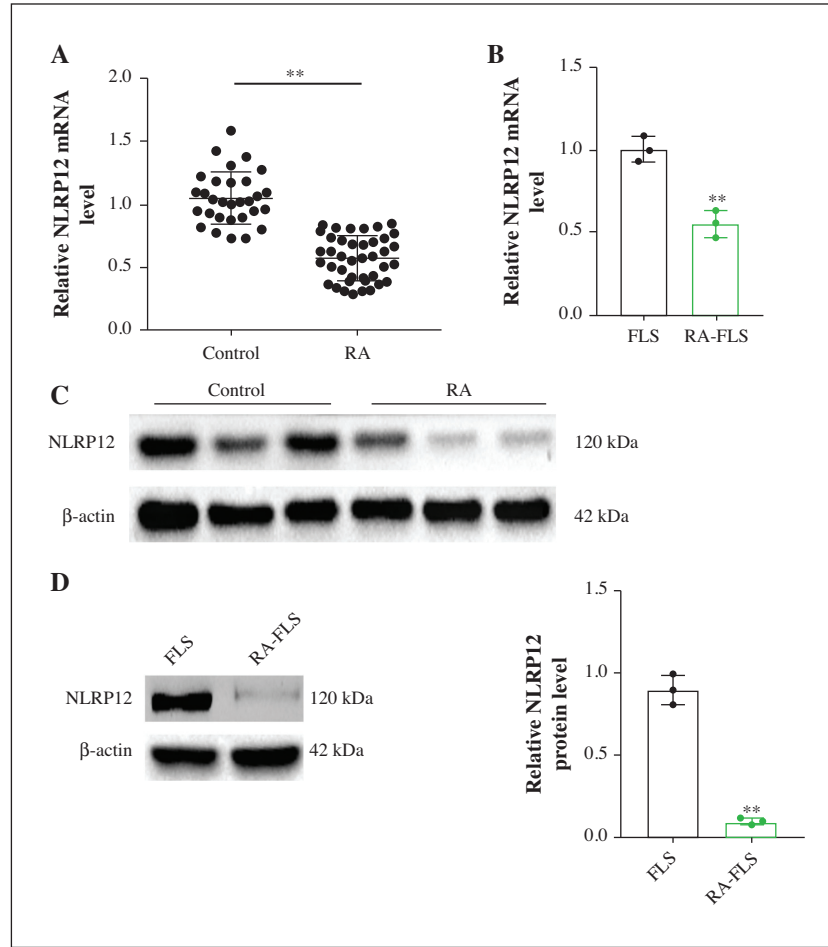 A
Relative NLRP12 mRNA
level
2.0
1.5
1.0
0.5
0.0
**
Control
RA
B
Relative NLRP12 mRNA
level
1.5
1.0
0.5
0.0
**
FLS
RA-FLS
C
Control
RA
NLRP12
120 kDa
β-actin
42 kDa
D
FLS
RA-FLS
NLRP12
120 kDa
β-actin
42 kDa
Relative NLRP12
protein level
1.5
1.0
0.5
0.0
**
FLS
RA-FLS